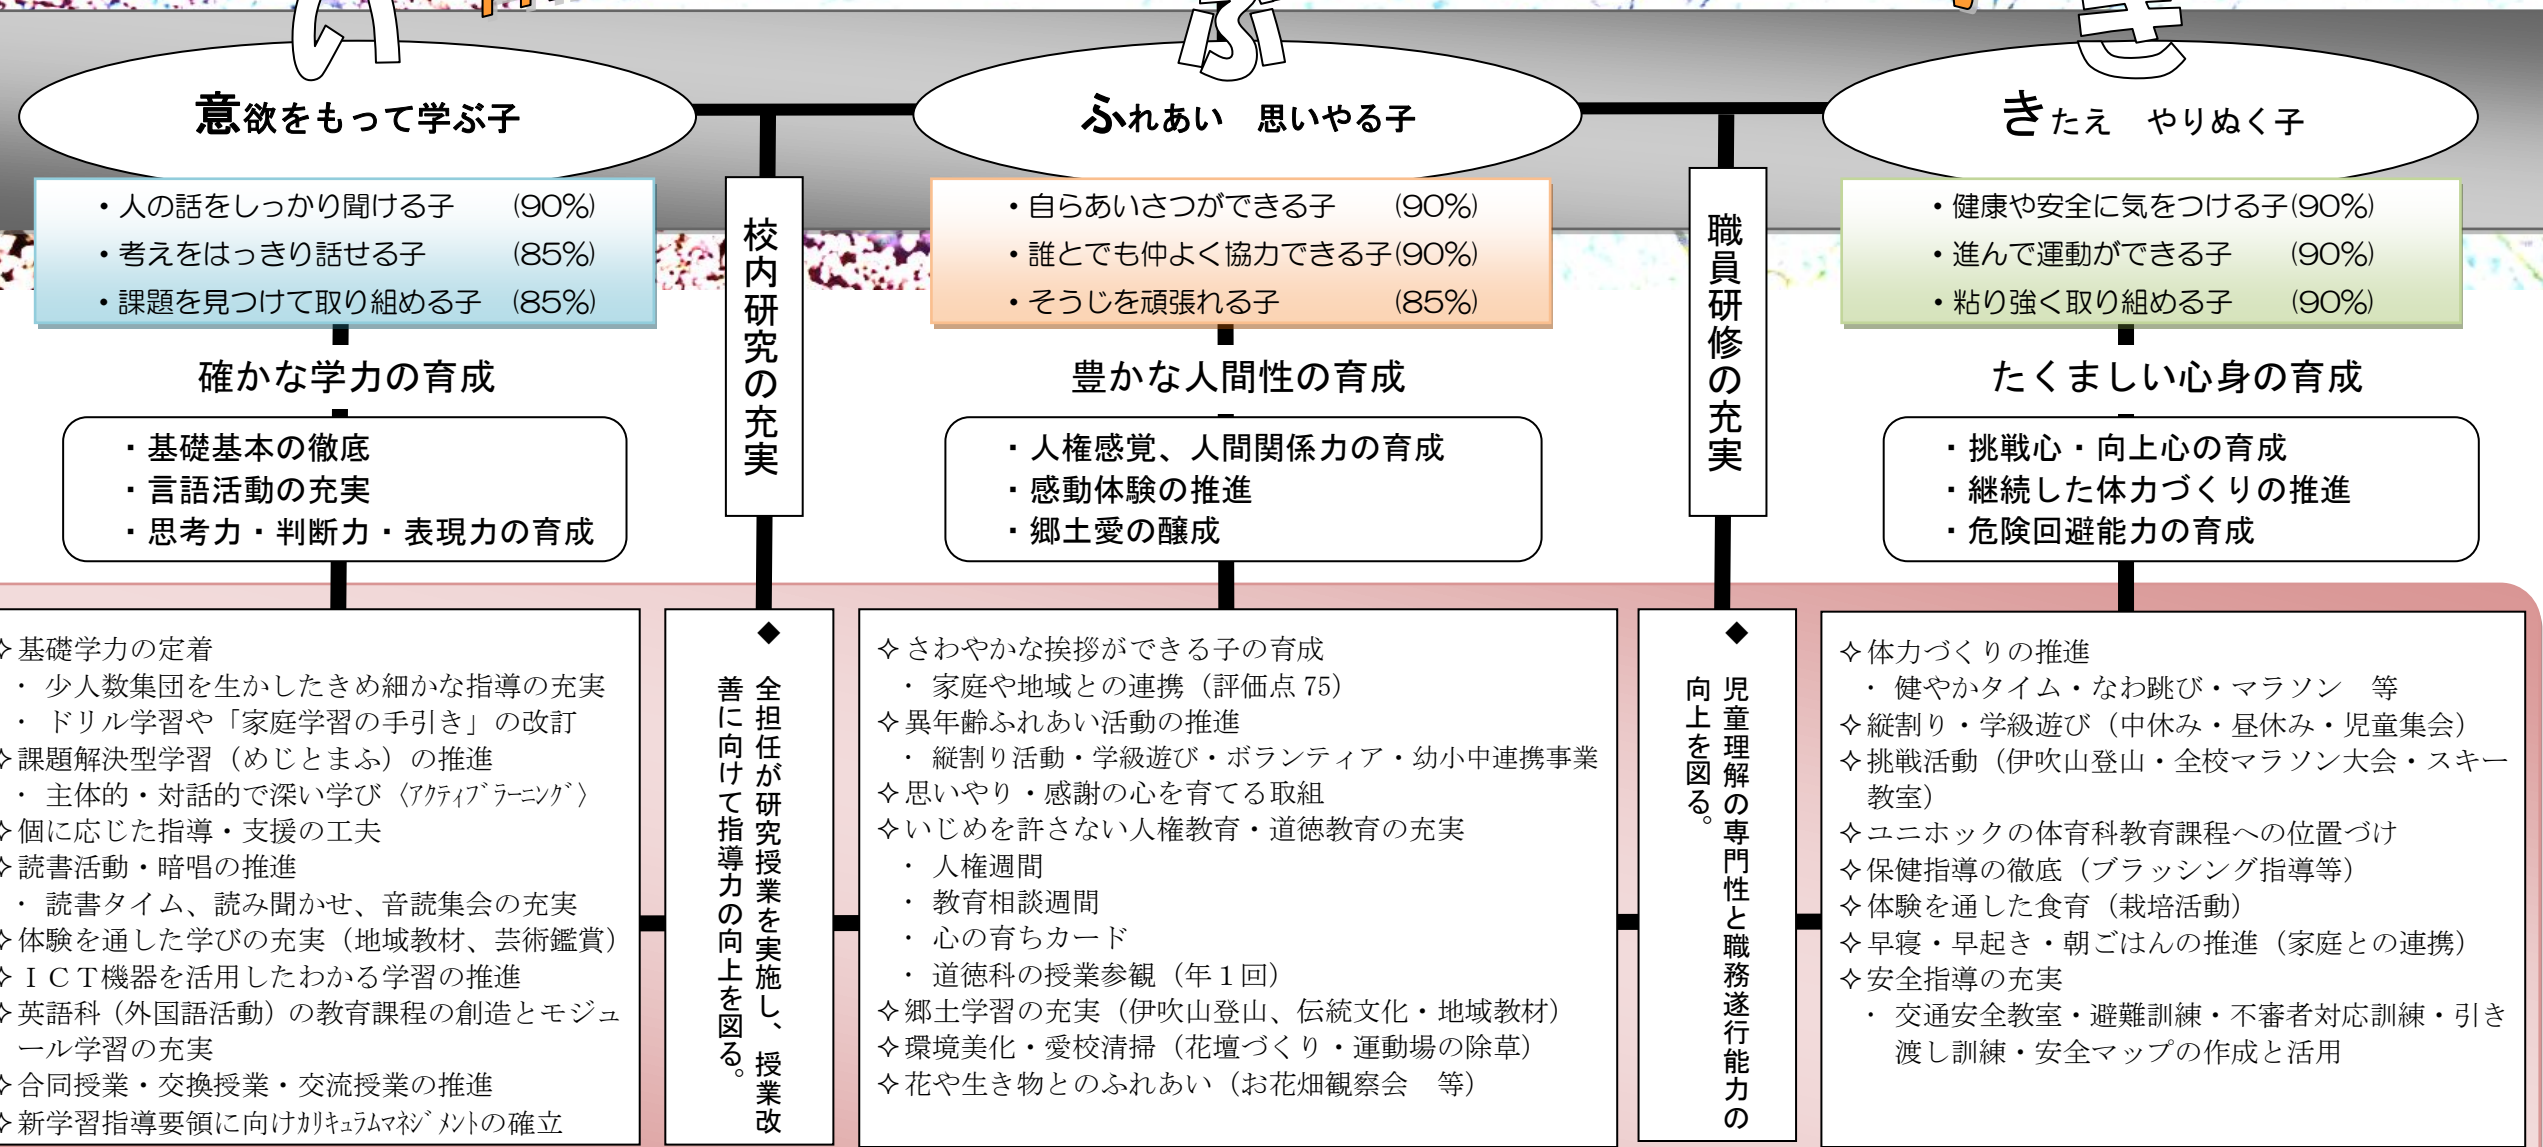 い
ぶ
き
意欲をもって学ぶ子
・人の話をしっかり聞ける子 (90%)
・考えをはっきり話せる子 (85%)
・課題を見つけて取り組める子 (85%)
確かな学力の育成
・基礎基本の徹底
・言語活動の充実
・思考力・判断力・表現力の育成
✧基礎学力の定着
・ 少人数集団を生かしたきめ細かな指導の充実
・ ドリル学習や「家庭学習の手引き」の改訂
✧課題解決型学習（めじとまふ）の推進
・ 主体的・対話的で深い学び〈ｱｸﾃｨﾌﾞﾗｰﾆﾝｸﾞ〉
✧個に応じた指導・支援の工夫
✧読書活動・暗唱の推進
・ 読書タイム、読み聞かせ、音読集会の充実
✧体験を通した学びの充実（地域教材、芸術鑑賞）
✧ＩＣＴ機器を活用したわかる学習の推進
✧英語科（外国語活動）の教育課程の創造とモジュ
ール学習の充実
✧合同授業・交換授業・交流授業の推進
✧新学習指導要領に向けｶﾘｷｭﾗﾑﾏﾈｼﾞﾒﾝﾄの確立
校内研究の充実
◆ 全担任が研究授業を実施し、授業改
善に向けて指導力の向上を図る。
ふれあい　思いやる子
・自らあいさつができる子 (90%)
・誰とでも仲よく協力できる子(90%)
・そうじを頑張れる子 (85%)
豊かな人間性の育成
・人権感覚、人間関係力の育成
・感動体験の推進
・郷土愛の醸成
✧さわやかな挨拶ができる子の育成
・ 家庭や地域との連携（評価点 75）
✧異年齢ふれあい活動の推進
・ 縦割り活動・学級遊び・ボランティア・幼小中連携事業
✧思いやり・感謝の心を育てる取組
✧いじめを許さない人権教育・道徳教育の充実
・ 人権週間
・ 教育相談週間
・ 心の育ちカード
・ 道徳科の授業参観（年１回）
✧郷土学習の充実（伊吹山登山、伝統文化・地域教材）
✧環境美化・愛校清掃（花壇づくり・運動場の除草）
✧花や生き物とのふれあい（お花畑観察会　等）
職員研修の充実
◆ 児童理解の専門性と職務遂行能力の
向上を図る。
きたえ　やりぬく子
・健康や安全に気をつける子(90%)
・進んで運動ができる子 (90%)
・粘り強く取り組める子 (90%)
たくましい心身の育成
・挑戦心・向上心の育成
・継続した体力づくりの推進
・危険回避能力の育成
✧体力づくりの推進
・ 健やかタイム・なわ跳び・マラソン　等
✧縦割り・学級遊び（中休み・昼休み・児童集会）
✧挑戦活動（伊吹山登山・全校マラソン大会・スキー
教室）
✧ユニホックの体育科教育課程への位置づけ
✧保健指導の徹底（ブラッシング指導等）
✧体験を通した食育（栽培活動）
✧早寝・早起き・朝ごはんの推進（家庭との連携）
✧安全指導の充実
・ 交通安全教室・避難訓練・不審者対応訓練・引き
渡し訓練・安全マップの作成と活用